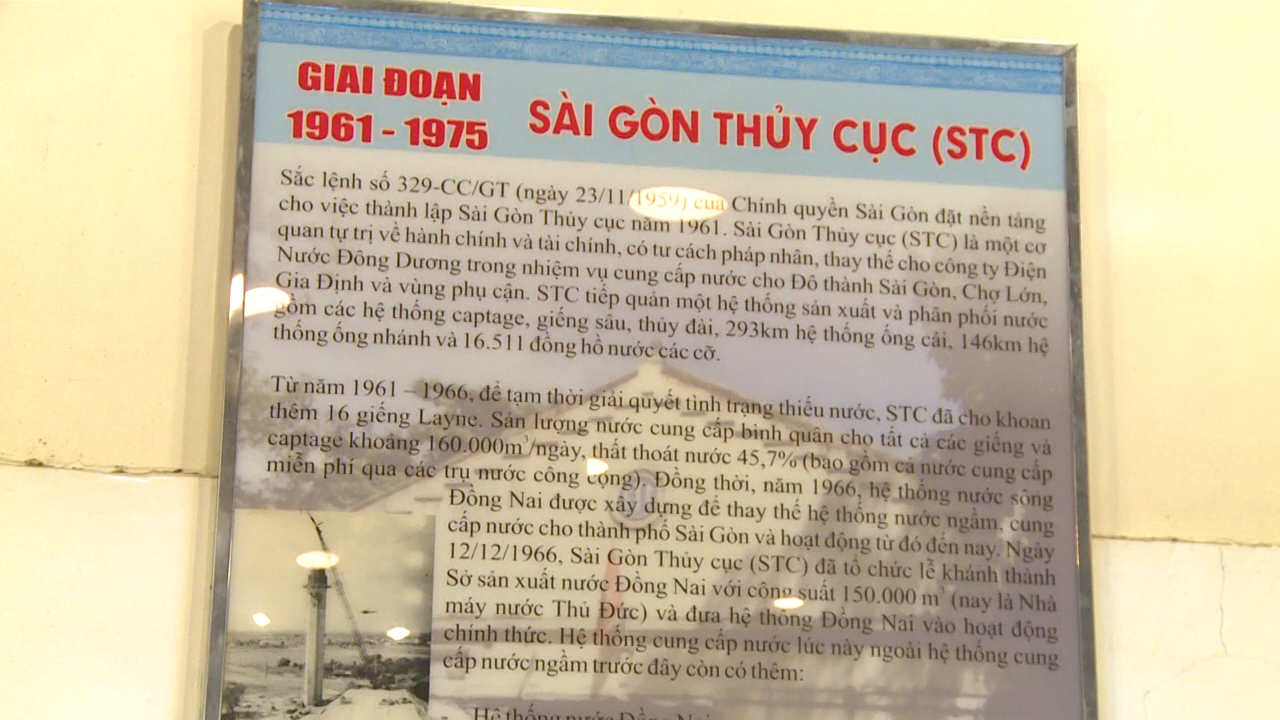 GIAI ĐOẠN
1961 - 1975
SÀI GÒN THỦY CỤC (STC)
Sắc lệnh số 329-CC/GT (ngày 23/11/1959) của Chính quyền Sài Gòn đặt nền tảng
cho việc thành lập Sài Gòn Thủy cục năm 1961. Sài Gòn Thủy cục (STC) là một cơ
quan tự trị về hành chính và tài chính, có tư cách pháp nhân, thay thế cho công ty Điện
Nước Đông Dương trong nhiệm vụ cung cấp nước cho Đô thành Sài Gòn, Chợ Lớn,
Gia Định và vùng phụ cận. STC tiếp quản một hệ thống sản xuất và phân phối nước
gồm các hệ thống captage, giếng sâu, thủy đài, 293km hệ thống ống cái, 146km hệ
thống ống nhánh và 16.511 đồng hồ nước các cỡ.
Từ năm 1961 – 1966, để tạm thời giải quyết tình trạng thiếu nước, STC đã cho khoan
thêm 16 giếng Layne. Sản lượng nước cung cấp bình quân cho tất cả các giếng và
captage khoảng 160.000m³/ngày, thất thoát nước 45,7% (bao gồm cả nước cung cấp
miễn phí qua các trụ nước công cộng). Đồng thời, năm 1966, hệ thống nước sông
Đồng Nai được xây dựng để thay thế hệ thống nước ngầm, cung
cấp nước cho thành phố Sài Gòn và hoạt động từ đó đến nay. Ngày
12/12/1966, Sài Gòn Thủy cục (STC) đã tổ chức lễ khánh thành
Sở sản xuất nước Đồng Nai với công suất 150.000 m³ (nay là Nhà
máy nước Thủ Đức) và đưa hệ thống Đồng Nai vào hoạt động
chính thức. Hệ thống cung cấp nước lúc này ngoài hệ thống cung
cấp nước ngầm trước đây còn có thêm:
Hệ thống nước Đồng Nai